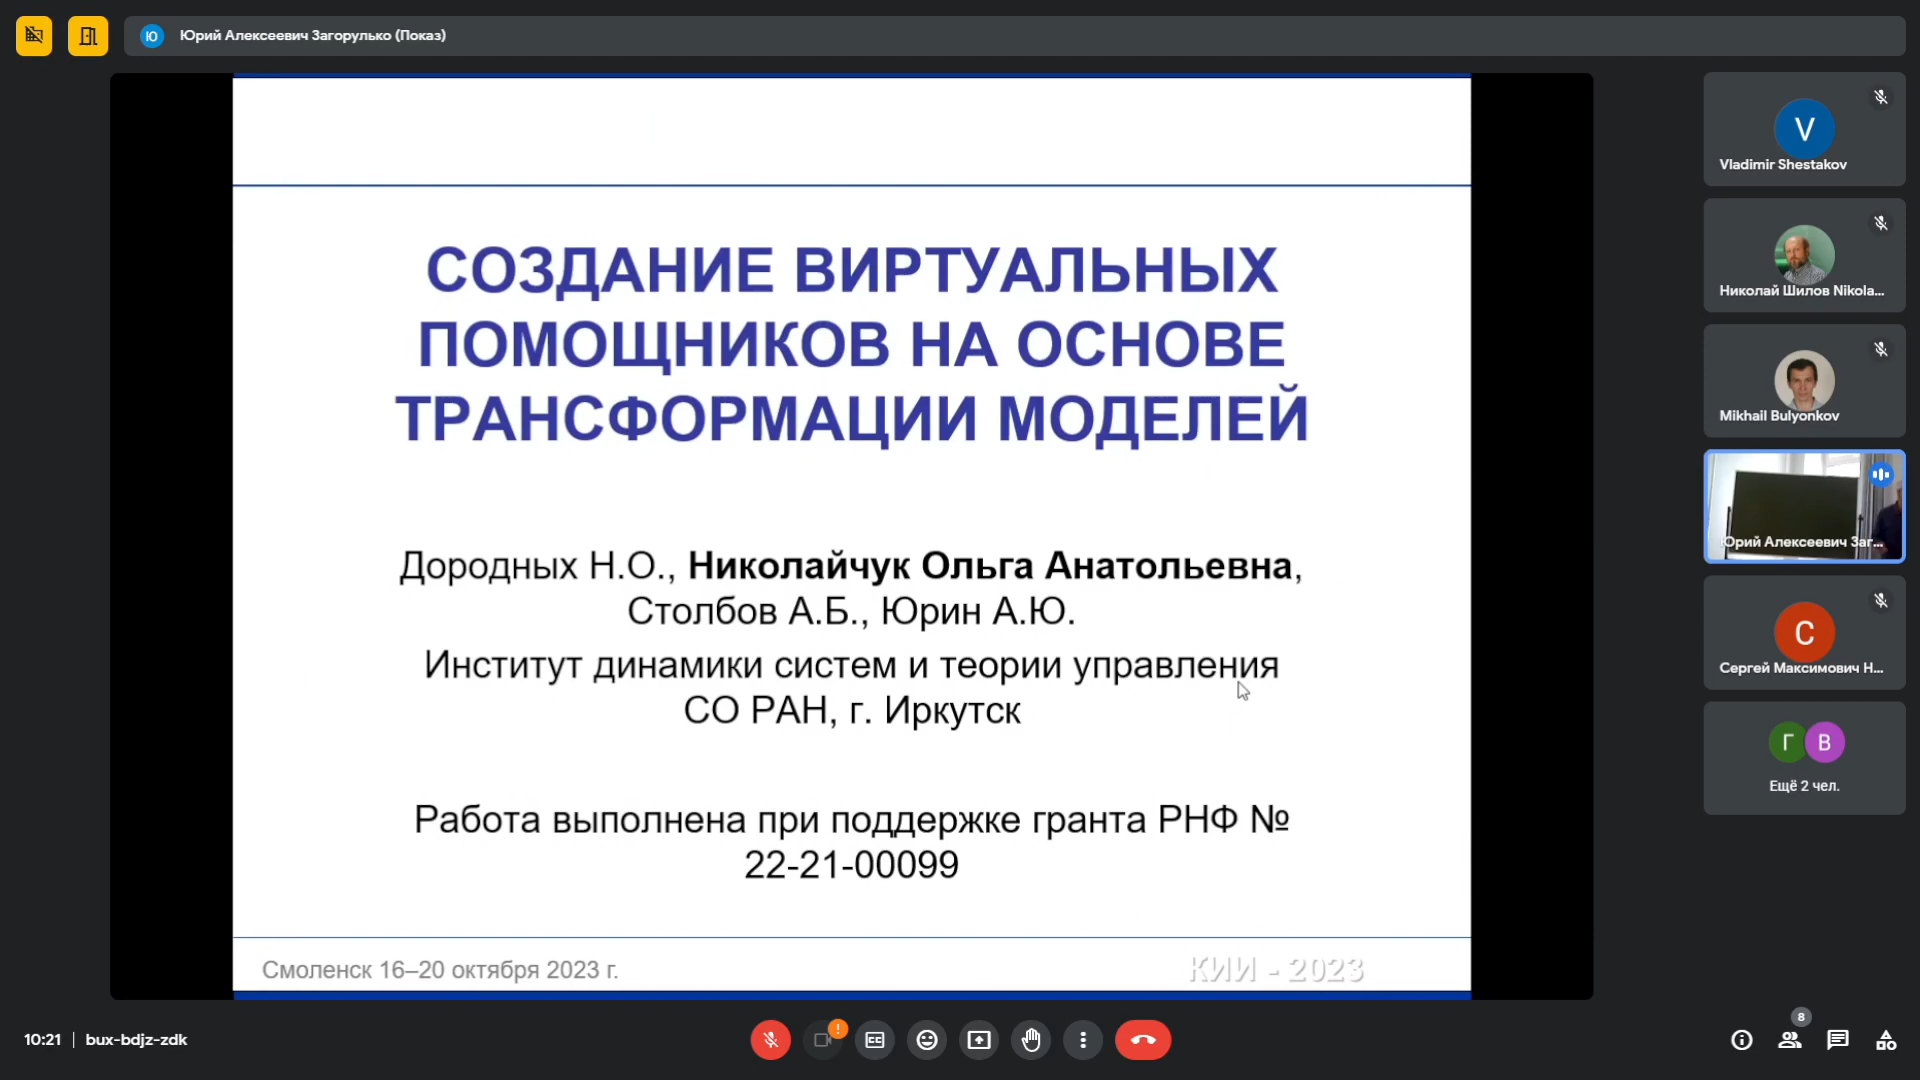 Ю Юрий Алексеевич Загорулько (Показ)
СОЗДАНИЕ ВИРТУАЛЬНЫХ
ПОМОЩНИКОВ НА ОСНОВЕ
ТРАНСФОРМАЦИИ МОДЕЛЕЙ
Дородных Н.О., Николайчук Ольга Анатольевна,
Столбов А.Б., Юрин А.Ю.
Институт динамики систем и теории управления
СО РАН, г. Иркутск
Работа выполнена при поддержке гранта РНФ №
22-21-00099
Смоленск 16–20 октября 2023 г.
КИИ - 2023
V
Vladimir Shestakov
Николай Шилов Nikola...
Mikhail Bulyonkov
Юрий Алексеевич Заг...
С
Сергей Максимович Н...
Г В
Ещё 2 чел.
10:21 | bux-bdjz-zdk
!
CC
8